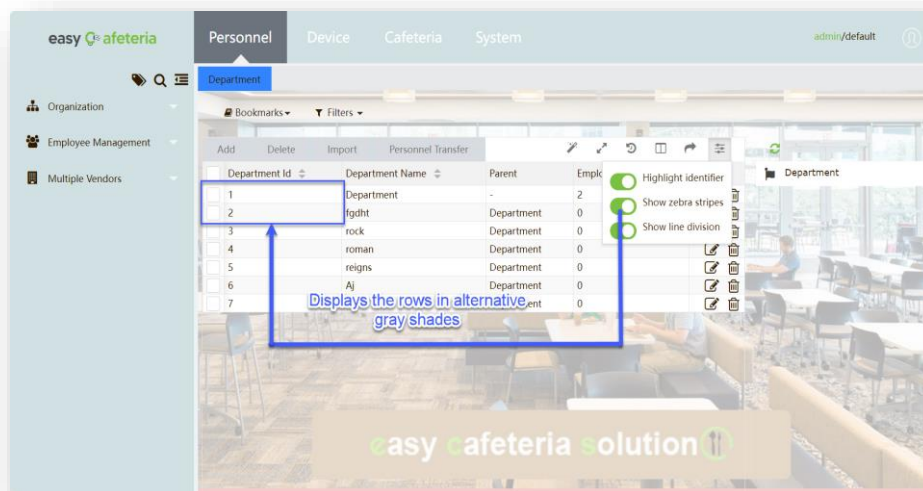 easy Cafeteria
Personnel Device Cafeteria System admin/default
Department
Organization
Employee Management
Multiple Vendors
Bookmarks Filters
Add Delete Import Personnel Transfer
Department Id Department Name Parent
Highlight identifier
Show zebra stripes
Show line division
Department
1 Department - 2
2 fgdht Department 0
3 rock Department 0
4 roman Department 0
5 reigns Department 0
6 Aj Department 0
7 0
Displays the rows in alternative
gray shades
easy cafeteria solution